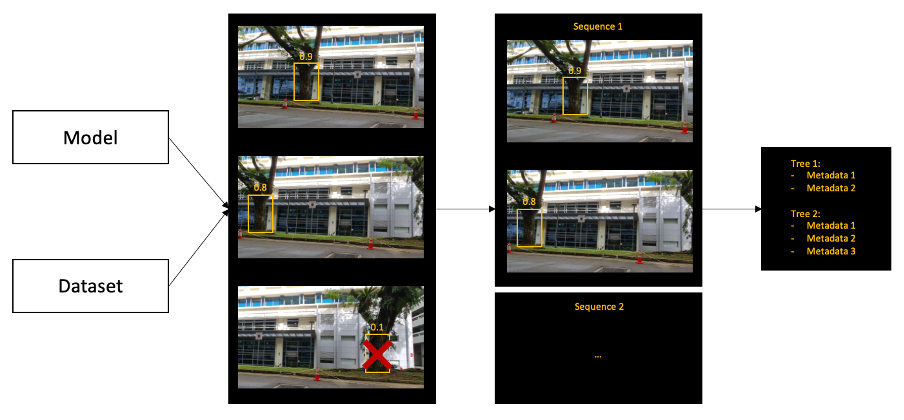 Model
Dataset
0.9
0.8
0.1
Sequence 1
0.9
0.8
Sequence 2
...
Tree 1:
- Metadata 1
- Metadata 2
Tree 2:
- Metadata 1
- Metadata 2
- Metadata 3